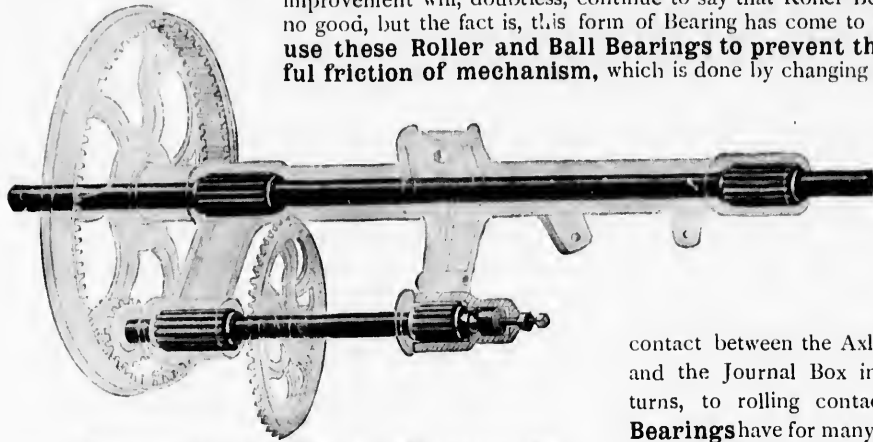 improvement will, doubtless, continue to say that Roller Be
no good, but the fact is, this form of Bearing has come to
use these Roller and Ball Bearings to prevent th
ful friction of mechanism, which is done by changing
contact between the Axl
and the Journal Box in
turns, to rolling contac
Bearings have for many